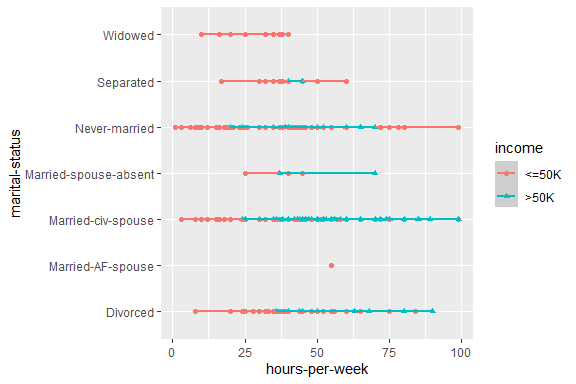 Widowed
Separated
Never-married
Married-spouse-absent
Married-civ-spouse
Married-AF-spouse
Divorced
marital-status
0
25
50
75
100
hours-per-week
income
<=50K
>50K